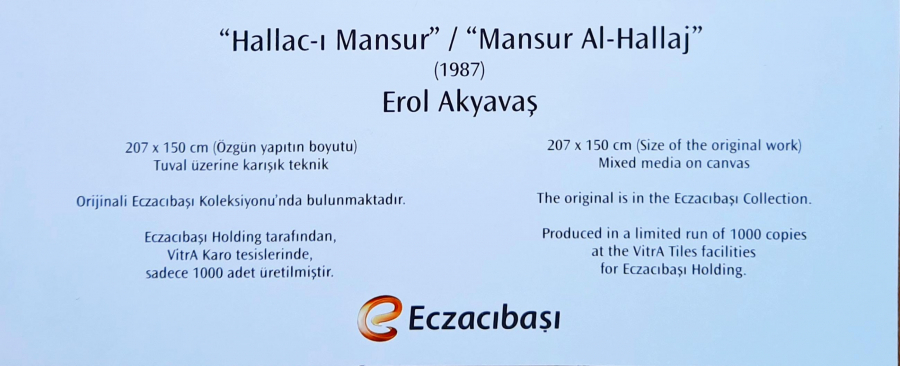 “Hallac-ı Mansur” / “Mansur Al-Hallaj”
(1987)
Erol Akyavaş
207 x 150 cm (Özgün yapıtın boyutu)
Tuval üzerine karışık teknik
Orijinali Eczacıbaşı Koleksiyonu’nda bulunmaktadır.
Eczacıbaşı Holding tarafından,
VitrA Karo tesislerinde,
sadece 1000 adet üretilmiştir.
207 x 150 cm (Size of the original work)
Mixed media on canvas
The original is in the Eczacıbaşı Collection.
Produced in a limited run of 1000 copies
at the VitrA Tiles facilities
for Eczacıbaşı Holding.
Eczacıbaşı